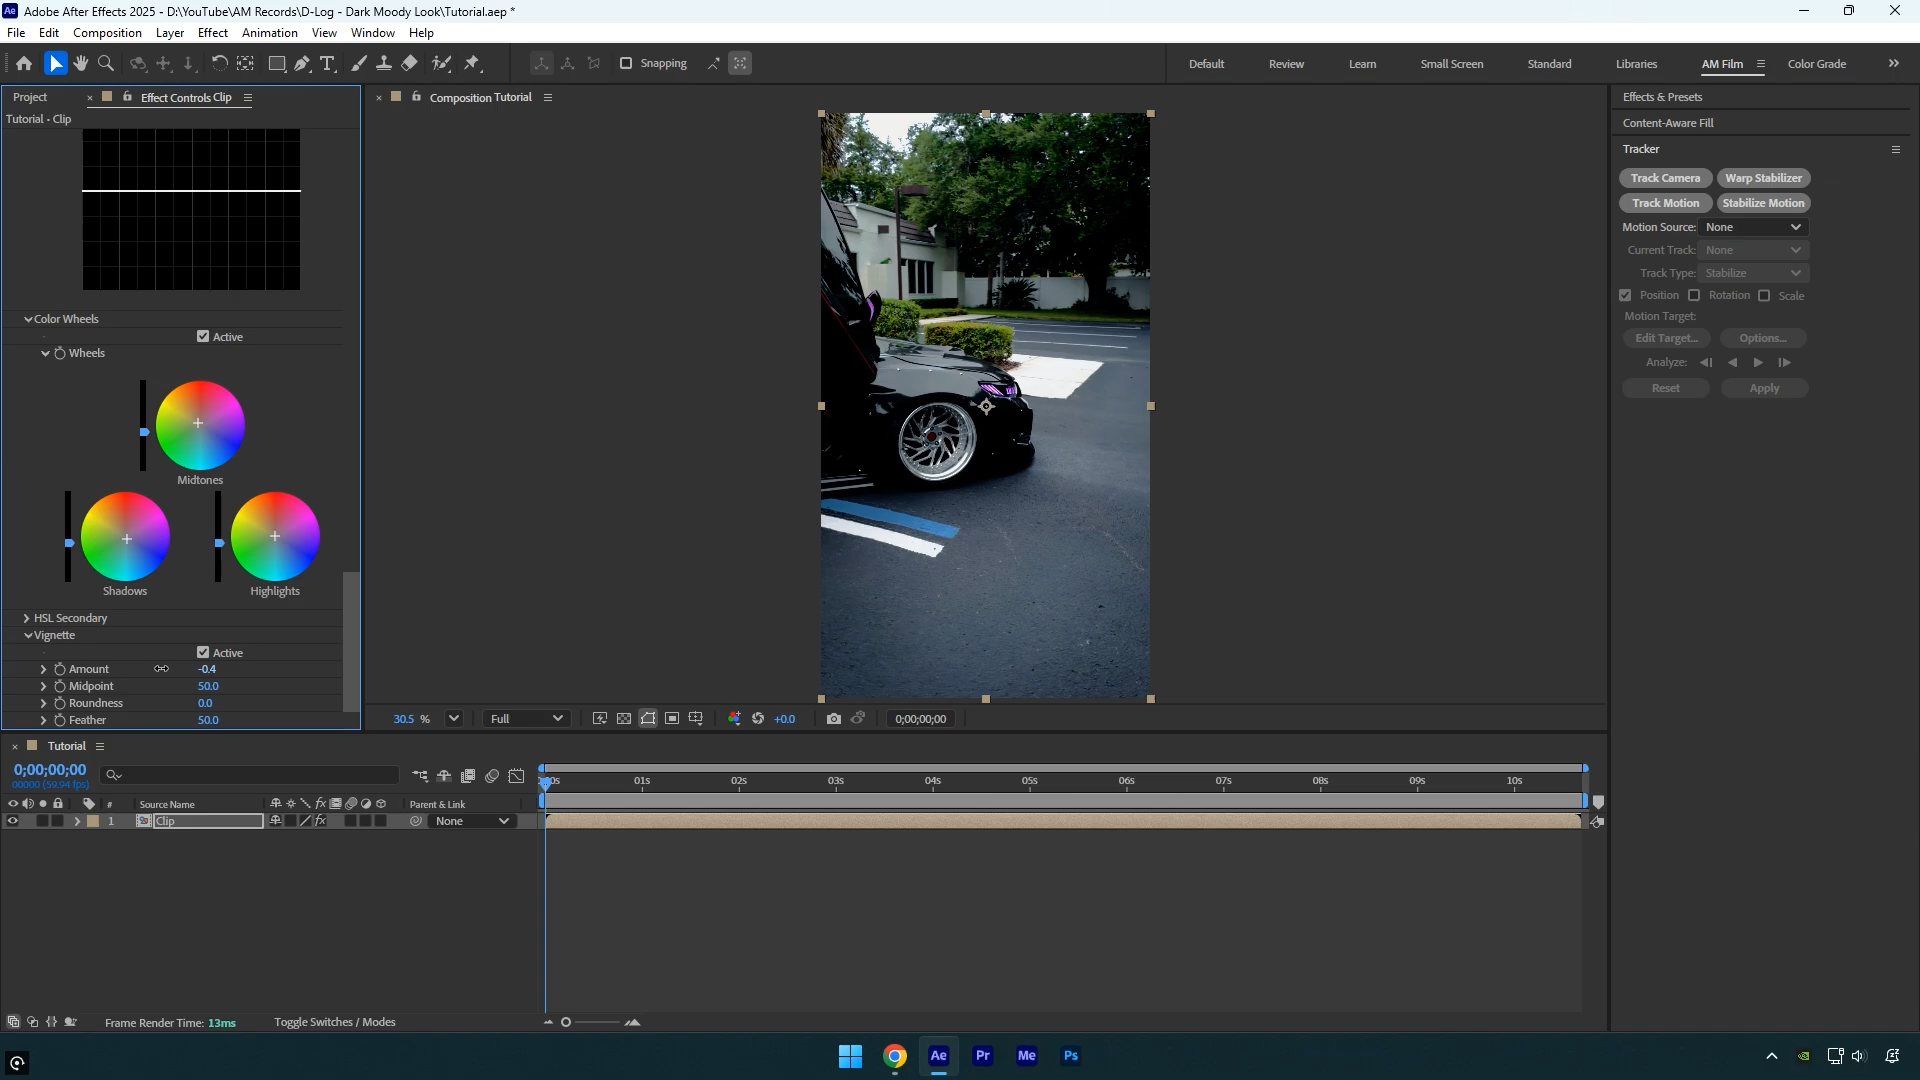 Ae Adobe After Effects 2025 - D:\YouTube\AM Records\D-Log - Dark Moody Look\Tutorial.aep *
File Edit Composition Layer Effect Animation View Window Help
Snapping Default Review Learn Small Screen Standard Libraries AM Film Color Grade
Project Effect Controls Clip
Composition Tutorial
Effects & Presets
Tutorial - Clip
Content-Aware Fill
Tracker
Track Camera Warp Stabilizer
Track Motion Stabilize Motion
Motion Source: None
Current Track: None
Track Type: Stabilize
Position Rotation Scale
Motion Target:
Edit Target... Options...
Analyze:
Reset Apply
Color Wheels
Active
Wheels
Midtones
Shadows Highlights
HSL Secondary
Vignette
Active
Amount -0.4
Midpoint 50.0
Roundness 0.0
Feather 50.0
30.5 % Full +0.0 0;00;00;00
Tutorial
0;00;00;00
00000 (59.94 fps)
01s 02s 03s 04s 05s 06s 07s 08s 09s 10s
# Source Name fx Parent & Link
1 Clip fx None
Frame Render Time: 13ms Toggle Switches / Modes
Ae Pr Me Ps